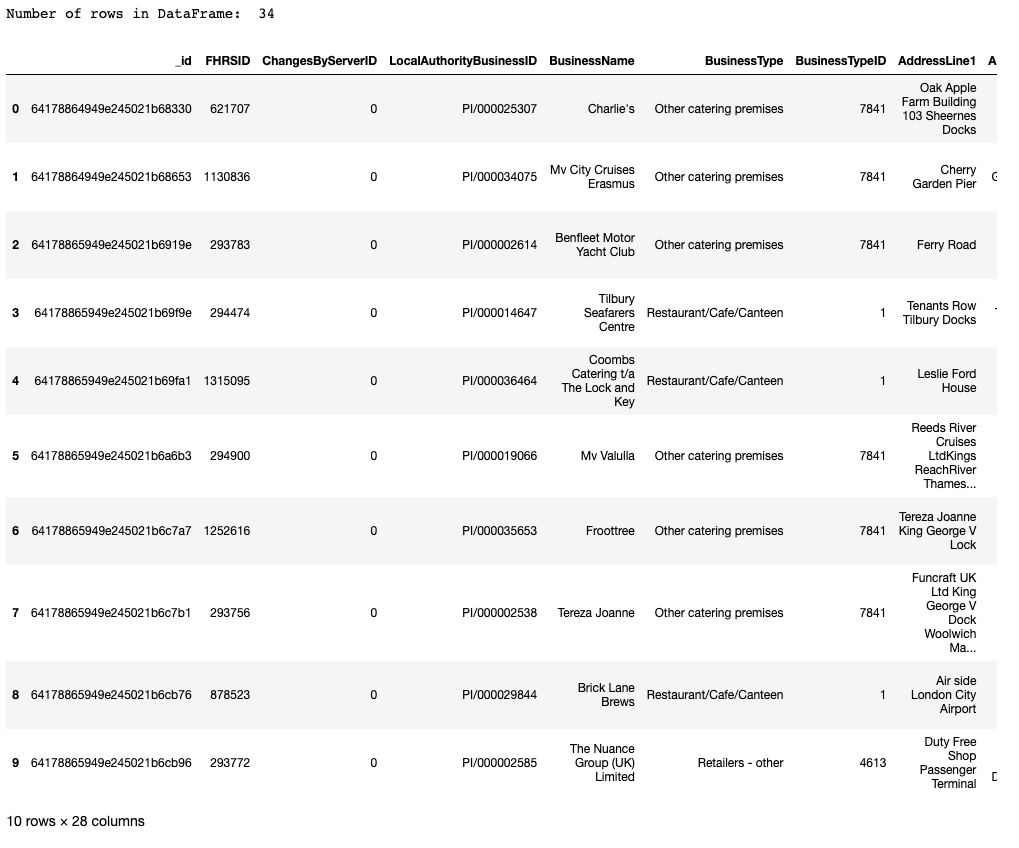 Number of rows in DataFrame:  34
_id FHRSID ChangesByServerID LocalAuthorityBusinessID BusinessName BusinessType BusinessTypeID AddressLine1 A
0 64178864949e245021b68330 621707 0 PI/000025307 Charlie's Other catering premises 7841 Oak Apple Farm Building 103 Sheernes Docks
1 64178864949e245021b68653 1130836 0 PI/000034075 Mv City Cruises Erasmus Other catering premises 7841 Cherry Garden Pier
2 64178865949e245021b6919e 293783 0 PI/000002614 Benfleet Motor Yacht Club Other catering premises 7841 Ferry Road
3 64178865949e245021b69f9e 294474 0 PI/000014647 Tilbury Seafarers Centre Restaurant/Cafe/Canteen 1 Tenants Row Tilbury Docks
4 64178865949e245021b69fa1 1315095 0 PI/000036464 Coombs Catering t/a The Lock and Key Restaurant/Cafe/Canteen 1 Leslie Ford House
5 64178865949e245021b6a6b3 294900 0 PI/000019066 Mv Valulla Other catering premises 7841 Reeds River Cruises LtdKings ReachRiver Thames...
6 64178865949e245021b6c7a7 1252616 0 PI/000035653 Froottree Other catering premises 7841 Tereza Joanne King George V Lock
7 64178865949e245021b6c7b1 293756 0 PI/000002538 Tereza Joanne Other catering premises 7841 Funcraft UK Ltd King George V Dock Woolwich Ma...
8 64178865949e245021b6cb76 878523 0 PI/000029844 Brick Lane Brews Restaurant/Cafe/Canteen 1 Air side London City Airport
9 64178865949e245021b6cb96 293772 0 PI/000002585 The Nuance Group (UK) Limited Retailers - other 4613 Duty Free Shop Passenger Terminal
10 rows × 28 columns